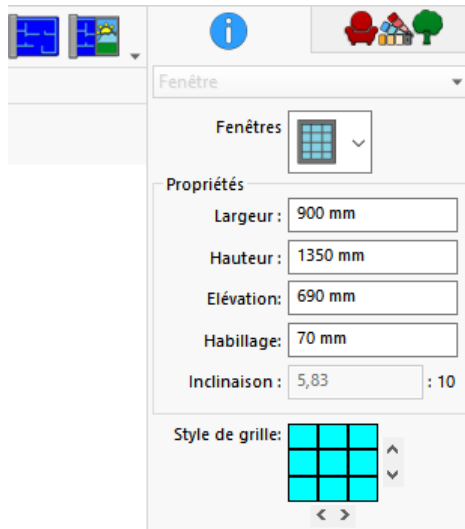 Fenêtre
Fenêtres
Propriétés
Largeur : 900 mm
Hauteur : 1350 mm
Elévation: 690 mm
Habillage: 70 mm
Inclinaison : 5,83 : 10
Style de grille: